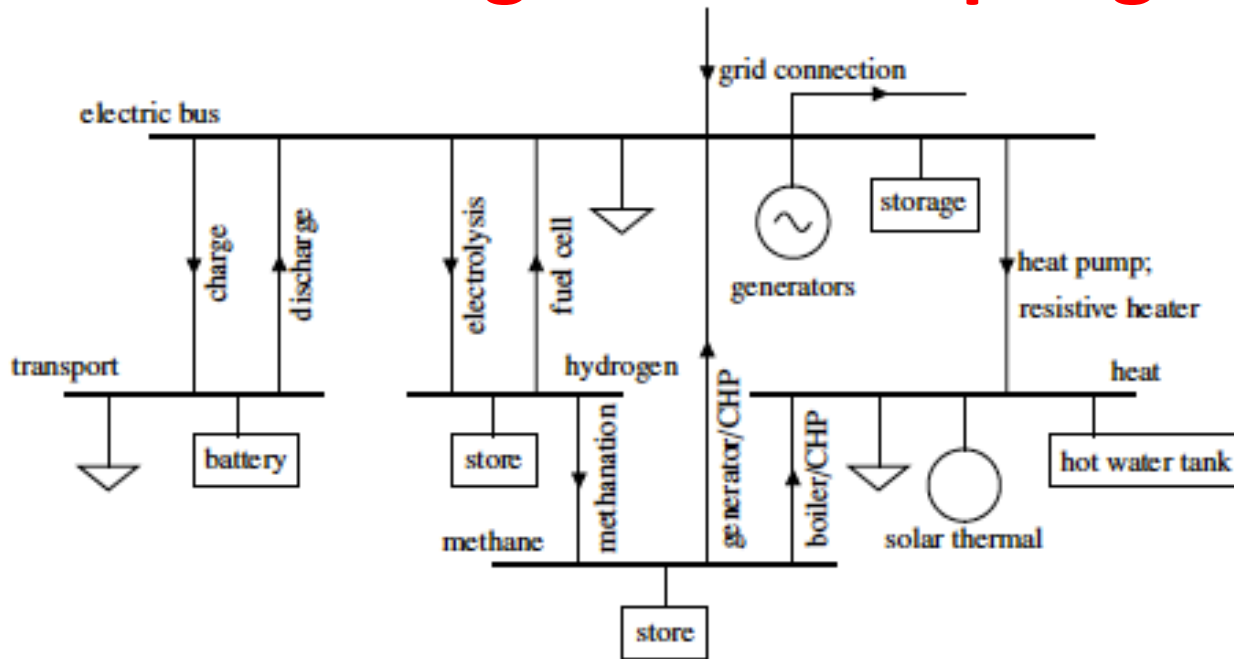 grid connection
electric bus
storage
generators
charge
discharge
electrolysis
fuel cell
heat pump;
resistive heater
transport
hydrogen
heat
battery
store
methanation
generator/CHP
boiler/CHP
hot water tank
solar thermal
methane
store